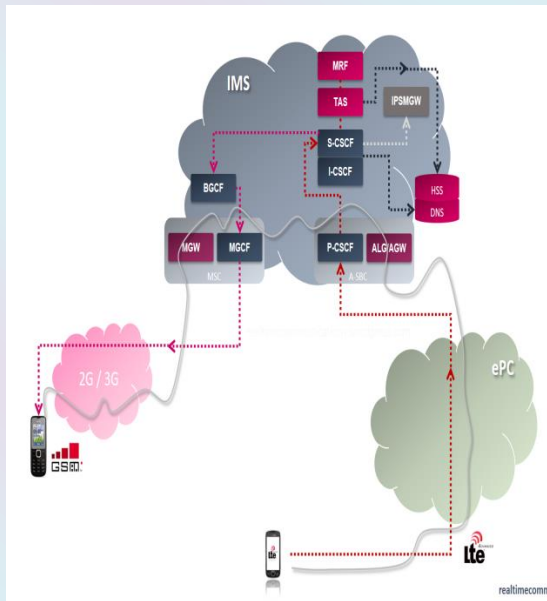 MRF
IMS
TAS
IPSMGW
S-CSCF
I-CSCF
BGCF
HSS
DNS
MGW
MGCF
P-CSCF
ALG/AGW
MSC
A-SBC
2G / 3G
ePC
GSM
Lte
realtimecomm